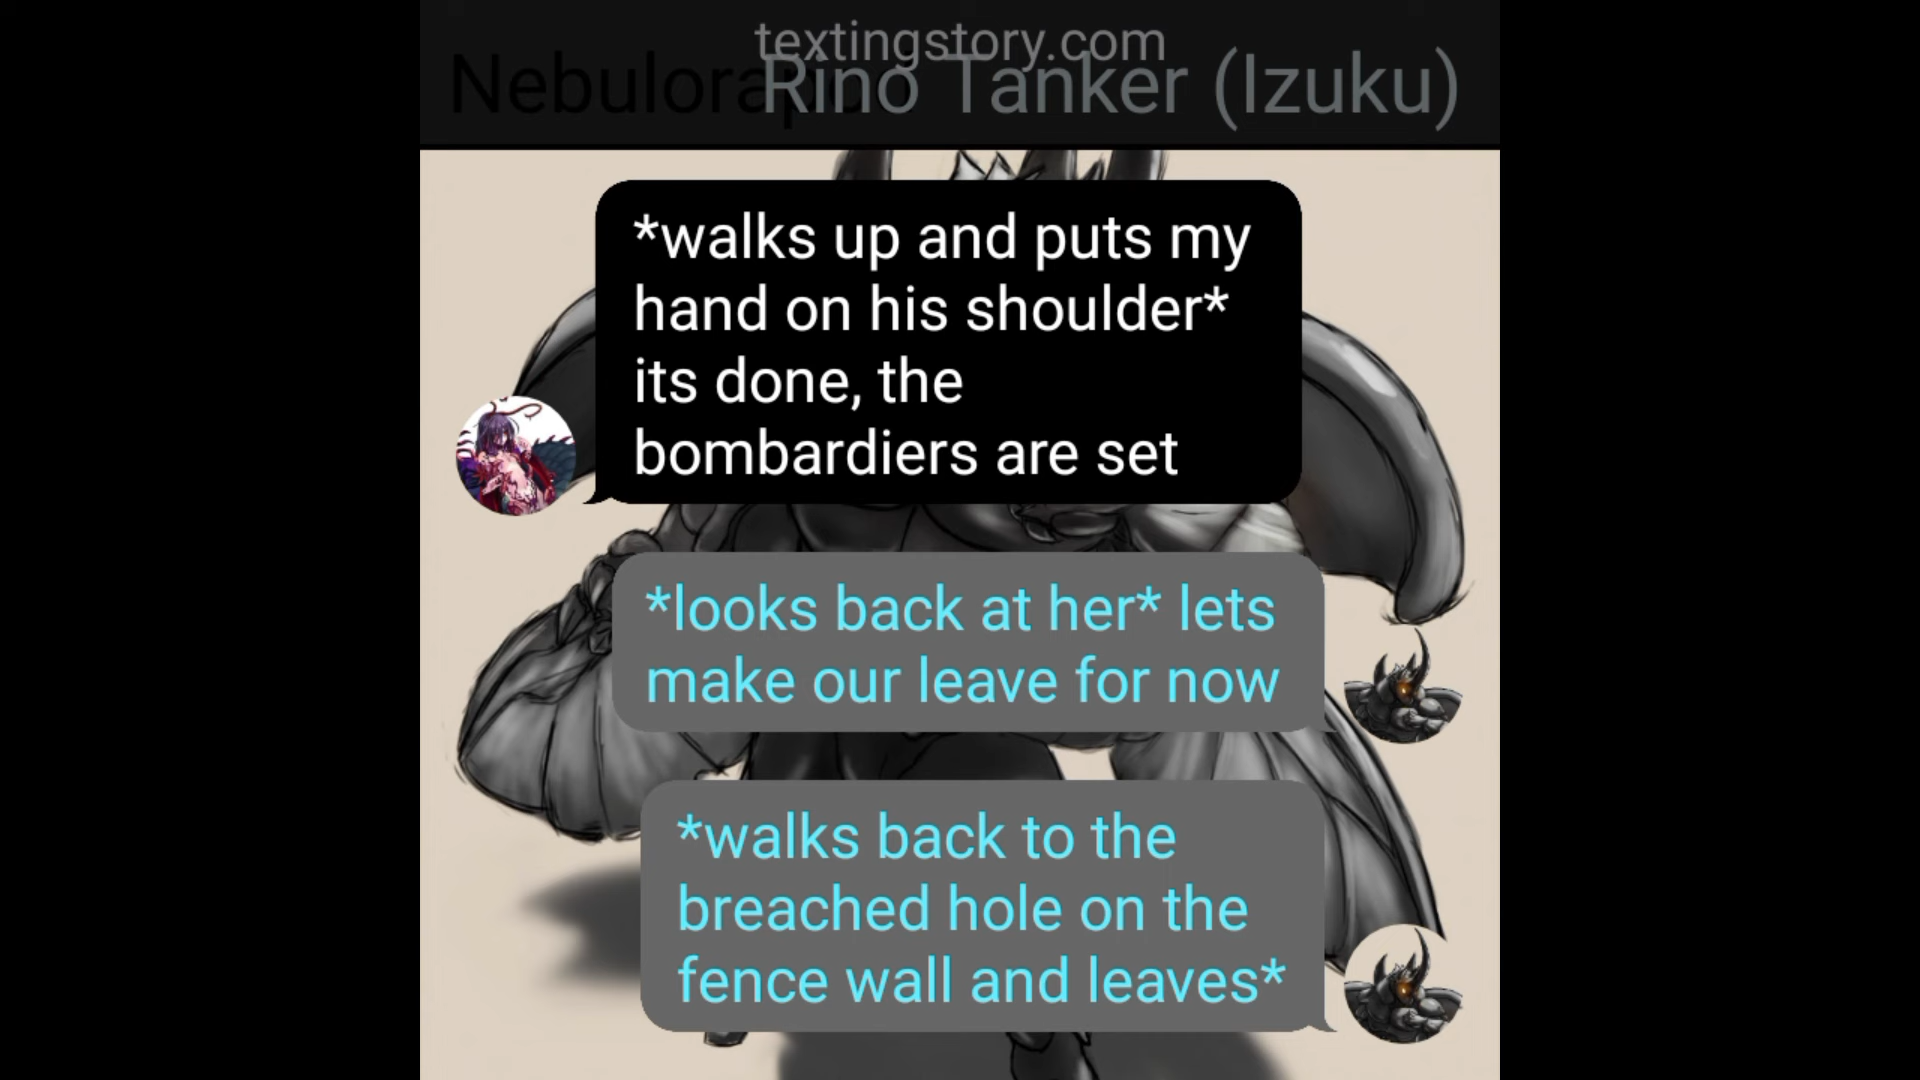 textingstory.com
Rino Tanker (Izuku)
*walks up and puts my
hand on his shoulder*
its done, the
bombardiers are set
*looks back at her* lets
make our leave for now
*walks back to the
breached hole on the
fence wall and leaves*